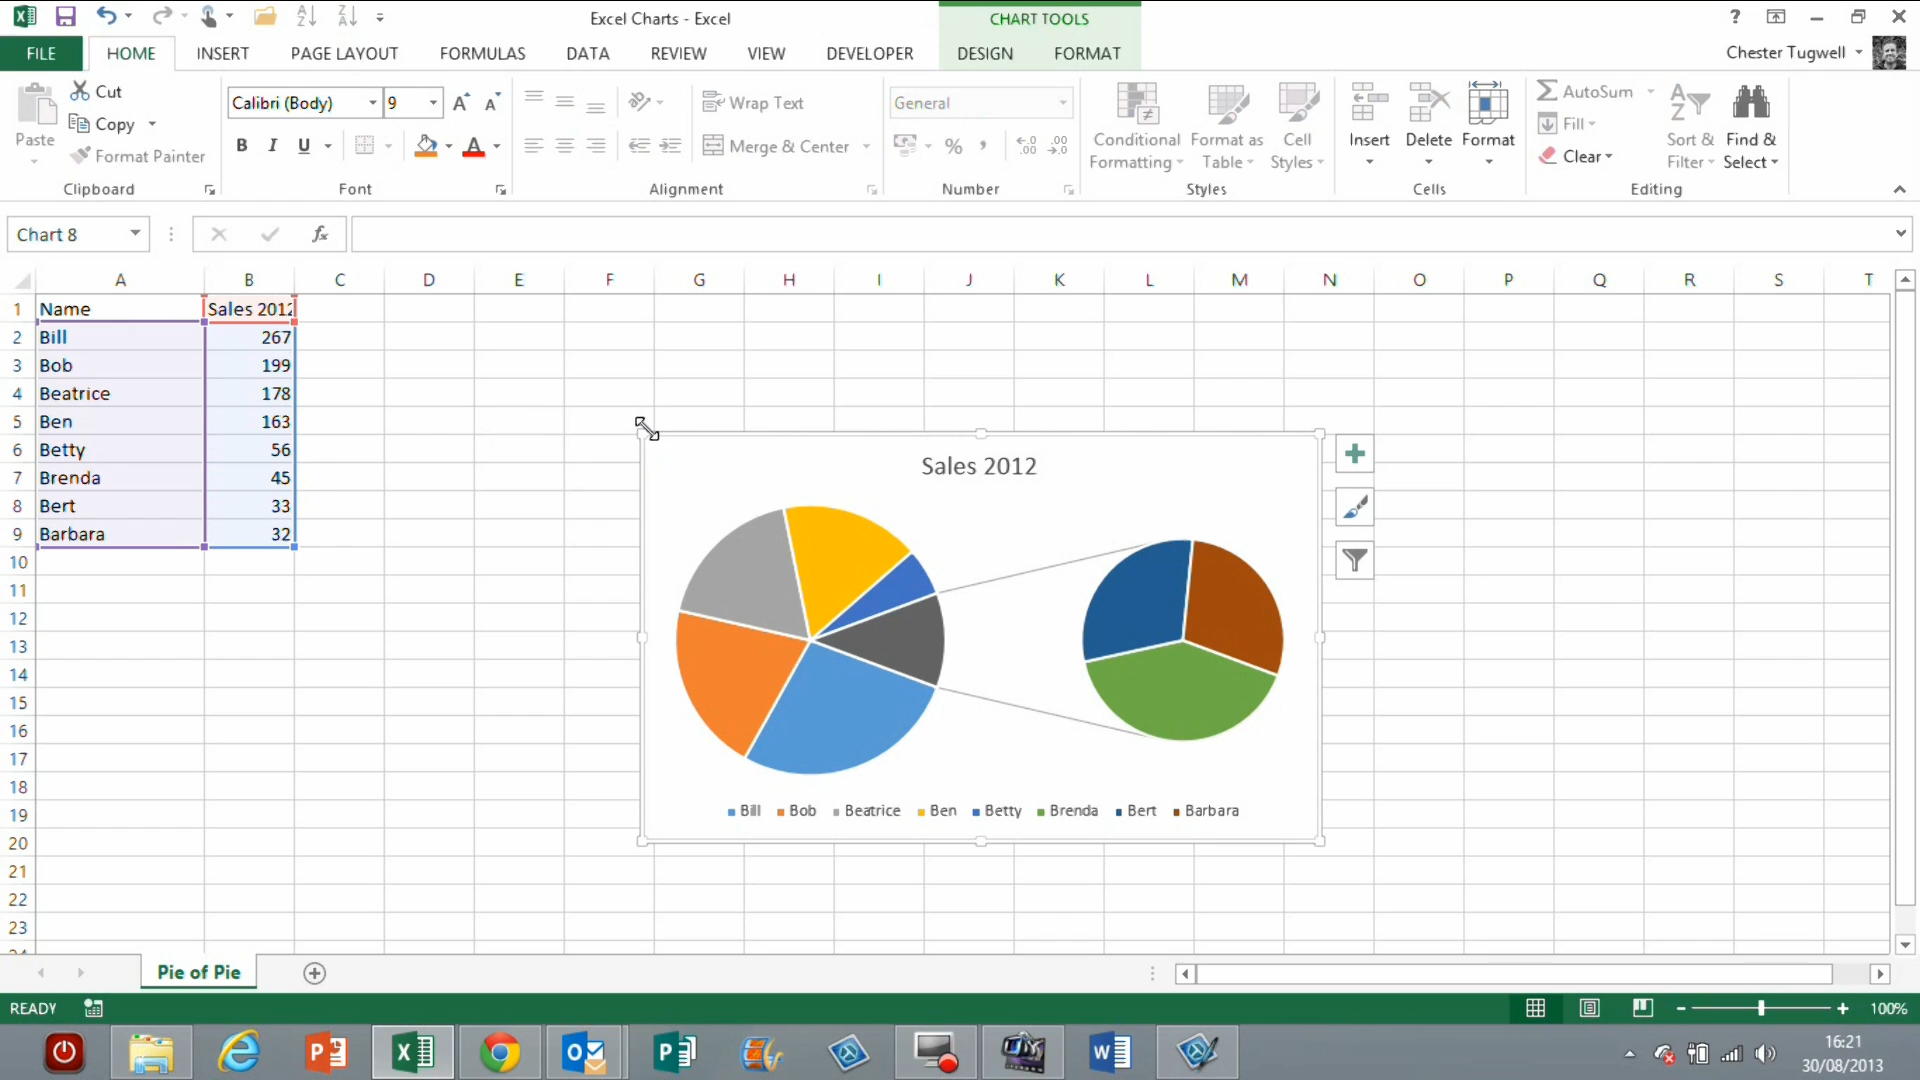 Excel Charts - Excel
CHART TOOLS
?
FILE HOME INSERT PAGE LAYOUT FORMULAS DATA REVIEW VIEW DEVELOPER DESIGN FORMAT
Chester Tugwell
Paste
Cut
Copy
Format Painter
Clipboard
Calibri (Body) 9
B I U
Font
Wrap Text
Merge & Center
Alignment
General
%
Number
Conditional Formatting
Format as Table
Cell Styles
Styles
Insert
Delete
Format
Cells
AutoSum
Fill
Clear
Sort & Filter
Find & Select
Editing
Chart 8
fx
A B C D E F G H I J K L M N O P Q R S T
1 Name Sales 2012
2 Bill 267
3 Bob 199
4 Beatrice 178
5 Ben 163
6 Betty 56
7 Brenda 45
8 Bert 33
9 Barbara 32
10
11
12
13
14
15
16
17
18
19
20
21
22
23
Sales 2012
Bill Bob Beatrice Ben Betty Brenda Bert Barbara
Pie of Pie
READY
100%
16:21
30/08/2013